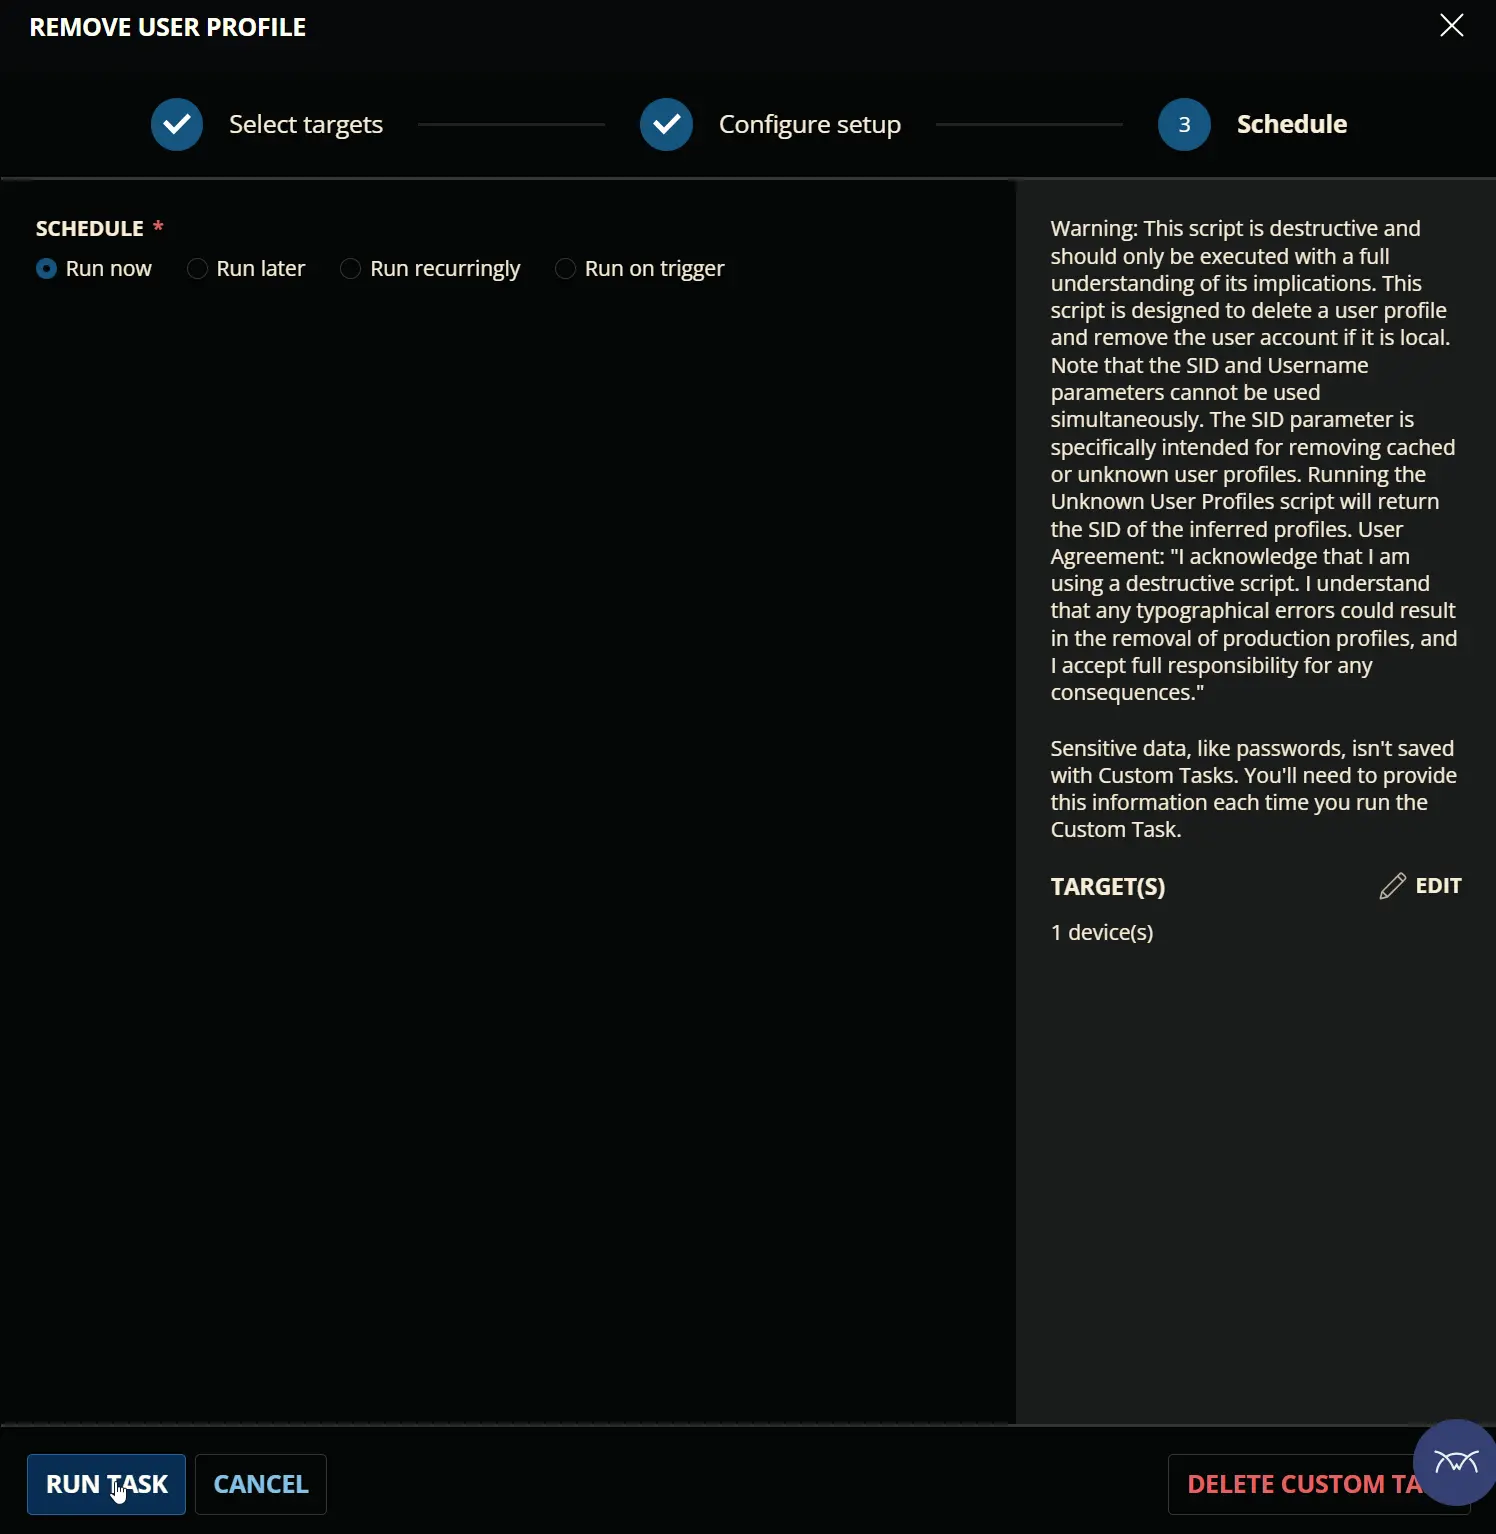 REMOVE USER PROFILE
Select targets
Configure setup
3
Schedule
SCHEDULE *
Run now
Run later
Run recurringly
Run on trigger
Warning: This script is destructive and
should only be executed with a full
understanding of its implications. This
script is designed to delete a user profile
and remove the user account if it is local.
Note that the SID and Username
parameters cannot be used
simultaneously. The SID parameter is
specifically intended for removing cached
or unknown user profiles. Running the
Unknown User Profiles script will return
the SID of the inferred profiles. User
Agreement: "I acknowledge that I am
using a destructive script. I understand
that any typographical errors could result
in the removal of production profiles, and
I accept full responsibility for any
consequences."
Sensitive data, like passwords, isn't saved
with Custom Tasks. You'll need to provide
this information each time you run the
Custom Task.
TARGET(S)
EDIT
1 device(s)
RUN TASK
CANCEL
DELETE CUSTOM TA